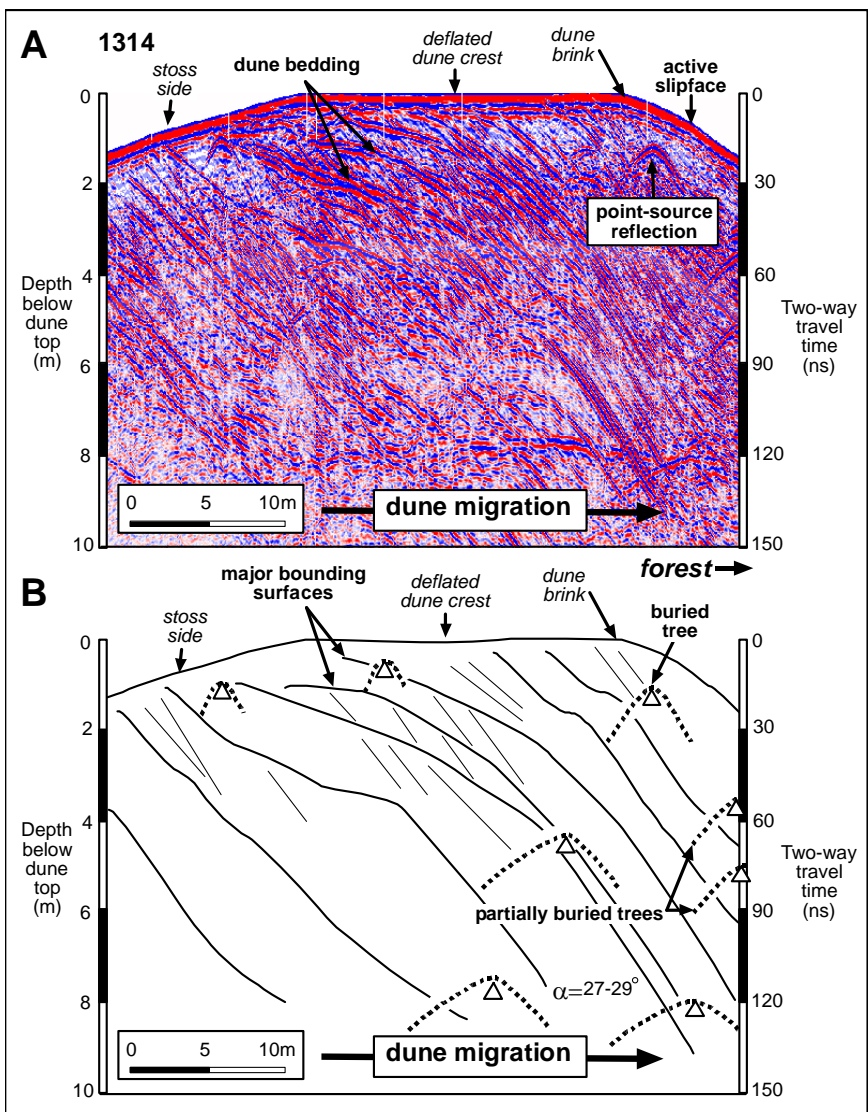 A
1314
stoss
side
dune bedding
deflated
dune crest
dune
brink
active
slipface
point-source
reflection
0
2
4
6
8
10
Depth
below
dune
top
(m)
0
30
60
90
120
150
Two-way
travel
time
(ns)
0 5 10m
dune migration
forest
B
major bounding
surfaces
stoss
side
deflated
dune crest
dune
brink
buried
tree
0
2
4
6
8
10
Depth
below
dune
top
(m)
0
30
60
90
120
150
Two-way
travel
time
(ns)
partially buried trees
α=27-29°
0 5 10m
dune migration